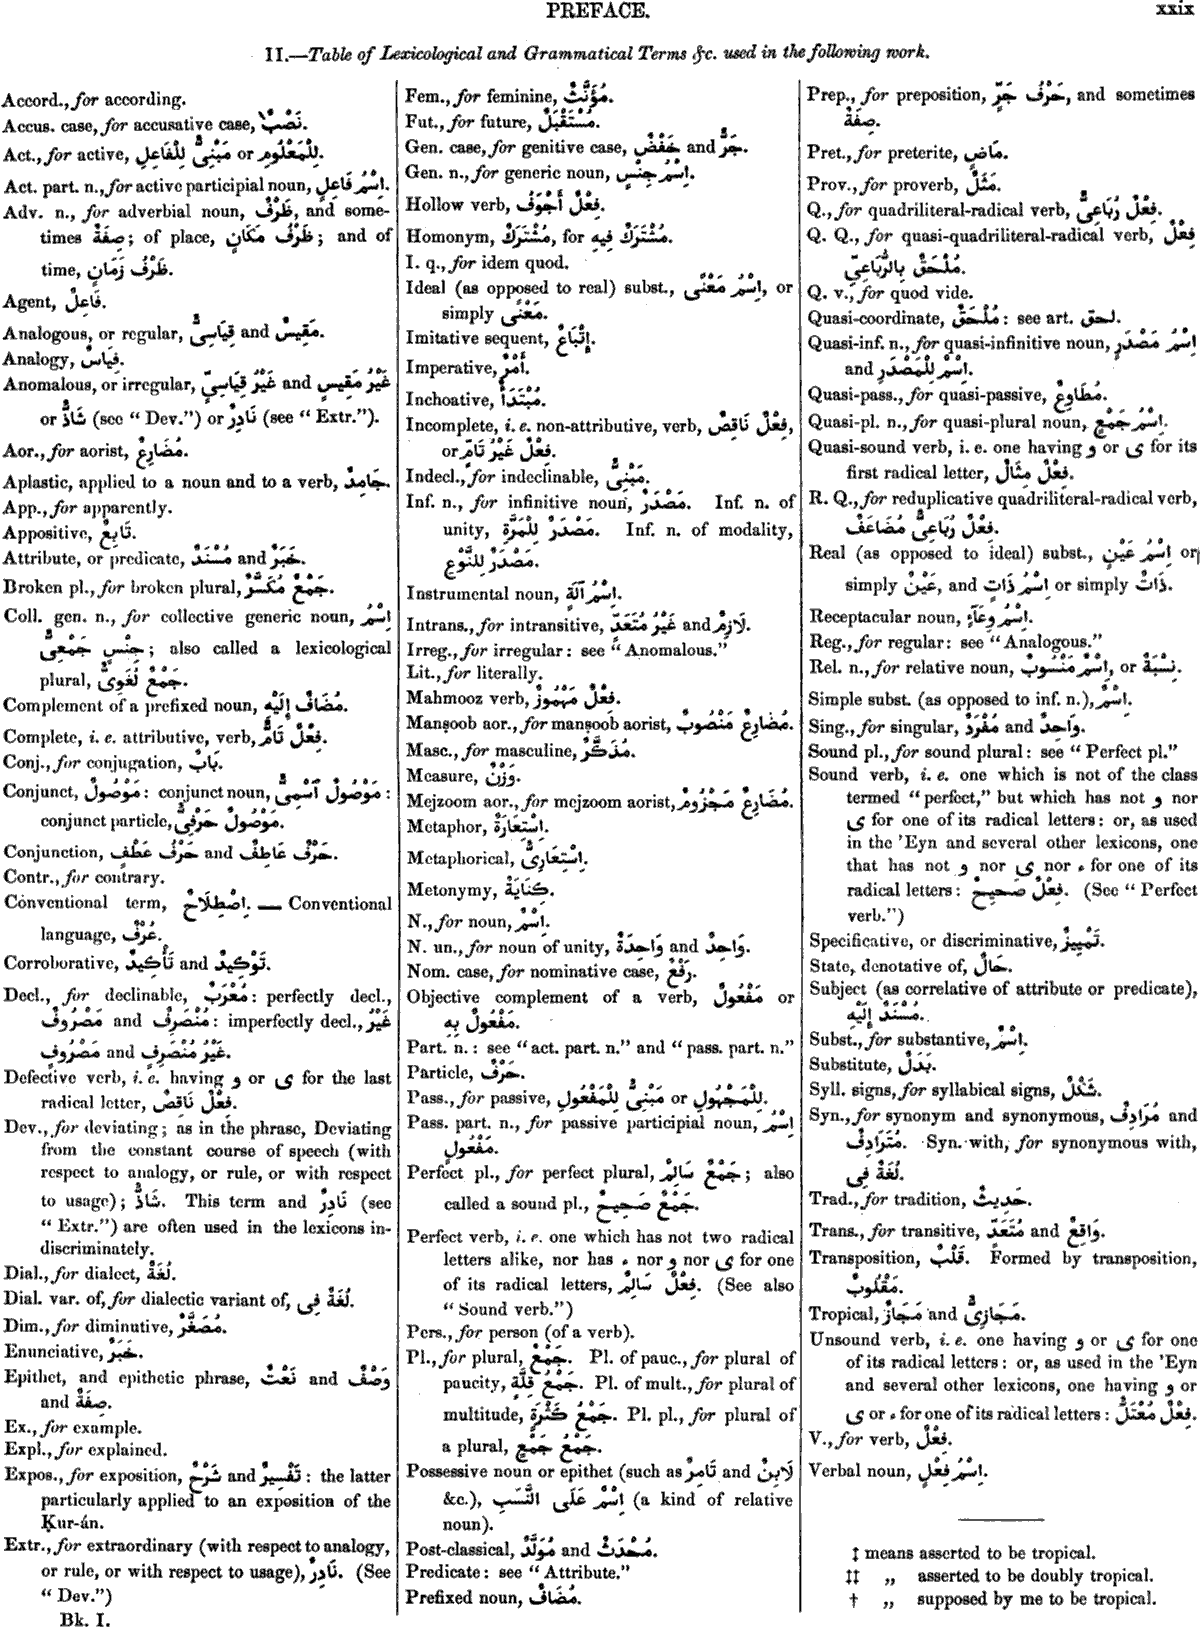 PREFACE.
xxix
II.—Table of Lexicological and Grammatical Terms &c. used in the following work.
Accord., for according.
Accus. case, for accusative case, نَصْبٌ.
Act., for active, مَبْنِىٌّ لِلْفَاعِلِ or لِلْمَعْلُومِ.
Act. part. n., for active participial noun, اِسْمُ فَاعِلٍ.
Adv. n., for adverbial noun, ظَرْفٌ, and some-
times صِفَةٌ; of place, ظَرْفُ مَكَانٍ; and of
time, ظَرْفُ زَمَانٍ.
Agent, فَاعِلٌ.
Analogous, or regular, قِيَاسِىٌّ and مَقِيسٌ.
Analogy, قِيَاسٌ.
Anomalous, or irregular, غَيْرُ قِيَاسِىٍّ and غَيْرُ مَقِيسٍ
or شَاذٌّ (see “Dev.”) or نَادِرٌ (see “Extr.”).
Aor., for aorist, مُضَارِعٌ.
Aplastic, applied to a noun and to a verb, جَامِدٌ.
App., for apparently.
Appositive, تَابِعٌ.
Attribute, or predicate, مُسْنَدٌ and خَبَرٌ.
Broken pl., for broken plural, جَمْعٌ مُكَسَّرٌ.
Coll. gen. n., for collective generic noun, اِسْمُ
جِنْسٍ جَمْعِىٌّ; also called a lexicological
plural, جَمْعٌ لُغَوِىٌّ.
Complement of a prefixed noun, مُضَافٌ إِلَيْهِ.
Complete, i. e. attributive, verb, فِعْلٌ تَامٌّ.
Conj., for conjugation, بَابٌ.
Conjunct, مَوْصُولٌ: conjunct noun, مَوْصُولٌ ٱسْمِىٌّ:
conjunct particle, مَوْصُولٌ حَرْفِىٌّ.
Conjunction, حَرْفُ عَطْفٍ and حَرْفٌ عَاطِفٌ.
Contr., for contrary.
Conventional term, اِصْطِلَاحٌ. — Conventional
language, عُرْفٌ.
Corroborative, تَأْكِيدٌ and تَوْكِيدٌ.
Decl., for declinable, مُعْرَبٌ: perfectly decl.,
مُنْصَرِفٌ and مَصْرُوفٌ: imperfectly decl., غَيْرُ
مُنْصَرِفٍ and غَيْرُ مَصْرُوفٍ.
Defective verb, i. e. having و or ى for the last
radical letter, فِعْلٌ نَاقِصٌ.
Dev., for deviating; as in the phrase, Deviating
from the constant course of speech (with
respect to analogy, or rule, or with respect
to usage); شَاذٌّ. This term and نَادِرٌ (see
“Extr.”) are often used in the lexicons in-
discriminately.
Dial., for dialect, لُغَةٌ.
Dial. var. of, for dialectic variant of, لُغَةٌ فِى.
Dim., for diminutive, مُصَغَّرٌ.
Enunciative, خَبَرٌ.
Epithet, and epithetic phrase, نَعْتٌ and وَصْفٌ
and صِفَةٌ.
Ex., for example.
Expl., for explained.
Expos., for exposition, شَرْحٌ and تَفْسِيرٌ: the latter
particularly applied to an exposition of the
Ḳur-án.
Extr., for extraordinary (with respect to analogy,
or rule, or with respect to usage), نَادِرٌ. (See
“Dev.”)
Bk. I.
Fem., for feminine, مُؤَنَّثٌ.
Fut., for future, مُسْتَقْبَلٌ.
Gen. case, for genitive case, خَفْضٌ and جَرٌّ.
Gen. n., for generic noun, اِسْمُ جِنْسٍ.
Hollow verb, فِعْلٌ أَجْوَفُ.
Homonym, مُشْتَرَكٌ, for مُشْتَرَكٌ فِيهِ.
I. q., for idem quod.
Ideal (as opposed to real) subst., اِسْمُ مَعْنًى, or
simply مَعْنًى.
Imitative sequent, إِتْبَاعٌ.
Imperative, أَمْرٌ.
Inchoative, مُبْتَدَأٌ.
Incomplete, i. e. non-attributive, verb, فِعْلٌ نَاقِصٌ,
or فِعْلٌ غَيْرُ تَامٍّ.
Indecl., for indeclinable, مَبْنِىٌّ.
Inf. n., for infinitive noun, مَصْدَرٌ. Inf. n. of
unity, مَصْدَرٌ لِلْمَرَّةِ. Inf. n. of modality,
مَصْدَرٌ لِلنَّوْعِ.
Instrumental noun, اِسْمُ آلَةٍ.
Intrans., for intransitive, غَيْرُ مُتَعَدٍّ and لَازِمٌ.
Irreg., for irregular: see “Anomalous.”
Lit., for literally.
Mahmooz verb, فِعْلٌ مَهْمُوزٌ.
Manṣoob aor., for manṣoob aorist, مُضَارِعٌ مَنْصُوبٌ.
Masc., for masculine, مُذَكَّرٌ.
Measure, وَزْنٌ.
Mejzoom aor., for mejzoom aorist, مُضَارِعٌ مَجْزُومٌ.
Metaphor, اِسْتِعَارَةٌ.
Metaphorical, اِسْتِعَارِىٌّ.
Metonymy, كِنَايَةٌ.
N., for noun, اِسْمٌ.
N. un., for noun of unity, وَاحِدَةٌ and وَاحِدٌ.
Nom. case, for nominative case, رَفْعٌ.
Objective complement of a verb, مَفْعُولٌ or
مَفْعُولٌ بِهِ.
Part. n.: see “act. part. n.” and “pass. part. n.”
Particle, حَرْفٌ.
Pass., for passive, مَبْنِىٌّ لِلْمَفْعُولِ or لِلْمَجْهُولِ.
Pass. part. n., for passive participial noun, اِسْمُ
مَفْعُولٍ.
Perfect pl., for perfect plural, جَمْعٌ سَالِمٌ; also
called a sound pl., جَمْعٌ صَحِيحٌ.
Perfect verb, i. e. one which has not two radical
letters alike, nor has ء nor و nor ى for one
of its radical letters, فِعْلٌ سَالِمٌ. (See also
“Sound verb.”)
Pers., for person (of a verb).
Pl., for plural, جَمْعٌ. Pl. of pauc., for plural of
paucity, جَمْعُ قِلَّةٍ. Pl. of mult., for plural of
multitude, جَمْعُ كَثْرَةٍ. Pl. pl., for plural of
a plural, جَمْعُ جَمْعٍ.
Possessive noun or epithet (such as تَامِرٌ and لَابِنٌ
&c.), اِسْمٌ عَلَى النَّسَبِ (a kind of relative
noun).
Post-classical, مُوَلَّدٌ and مُحْدَثٌ.
Predicate: see “Attribute.”
Prefixed noun, مُضَافٌ.
Prep., for preposition, حَرْفُ جَرٍّ, and sometimes
صِفَةٌ.
Pret., for preterite, مَاضٍ.
Prov., for proverb, مَثَلٌ.
Q., for quadriliteral-radical verb, فِعْلٌ رُبَاعِىٌّ.
Q. Q., for quasi-quadriliteral-radical verb, فِعْلٌ
مُلْحَقٌ بِالرُّبَاعِىِّ.
Q. v., for quod vide.
Quasi-coordinate, مُلْحَقٌ: see art. لحق.
Quasi-inf. n., for quasi-infinitive noun, اِسْمُ مَصْدَرٍ
and اِسْمٌ لِلْمَصْدَرِ.
Quasi-pass., for quasi-passive, مُطَاوِعٌ.
Quasi-pl. n., for quasi-plural noun, اِسْمُ جَمْعٍ.
Quasi-sound verb, i. e. one having و or ى for its
first radical letter, فِعْلٌ مِثَالٌ.
R. Q., for reduplicative quadriliteral-radical verb,
فِعْلٌ رُبَاعِىٌّ مُضَاعَفٌ.
Real (as opposed to ideal) subst., اِسْمُ عَيْنٍ or
simply عَيْنٌ, and اِسْمُ ذَاتٍ or simply ذَاتٌ.
Receptacular noun, اِسْمُ وِعَآءٍ.
Reg., for regular: see “Analogous.”
Rel. n., for relative noun, اِسْمٌ مَنْسُوبٌ, or نِسْبَةٌ.
Simple subst. (as opposed to inf. n.), اِسْمٌ.
Sing., for singular, مُفْرَدٌ and وَاحِدٌ.
Sound pl., for sound plural: see “Perfect pl.”
Sound verb, i. e. one which is not of the class
termed “perfect,” but which has not و nor
ى for one of its radical letters: or, as used
in the ’Eyn and several other lexicons, one
that has not و nor ى nor ء for one of its
radical letters: فِعْلٌ صَحِيحٌ. (See “Perfect
verb.”)
Specificative, or discriminative, تَمْيِيزٌ.
State, denotative of, حَالٌ.
Subject (as correlative of attribute or predicate),
مُسْنَدٌ إِلَيْهِ.
Subst., for substantive, اِسْمٌ.
Substitute, بَدَلٌ.
Syll. signs, for syllabical signs, شَكْلٌ.
Syn., for synonym and synonymous, مُرَادِفٌ and
مُتَرَادِفٌ. Syn. with, for synonymous with,
لُغَةٌ فِى.
Trad., for tradition, حَدِيثٌ.
Trans., for transitive, مُتَعَدٍّ and وَاقِعٌ.
Transposition, قَلْبٌ. Formed by transposition,
مَقْلُوبٌ.
Tropical, مَجَازٌ and مَجَازِىٌّ.
Unsound verb, i. e. one having و or ى for one
of its radical letters: or, as used in the ’Eyn
and several other lexicons, one having و or
ى or ء for one of its radical letters: فِعْلٌ مُعْتَلٌّ.
V., for verb, فِعْلٌ.
Verbal noun, اِسْمُ فِعْلٍ.
‡ means asserted to be tropical.
‡‡ „ asserted to be doubly tropical.
† „ supposed by me to be tropical.